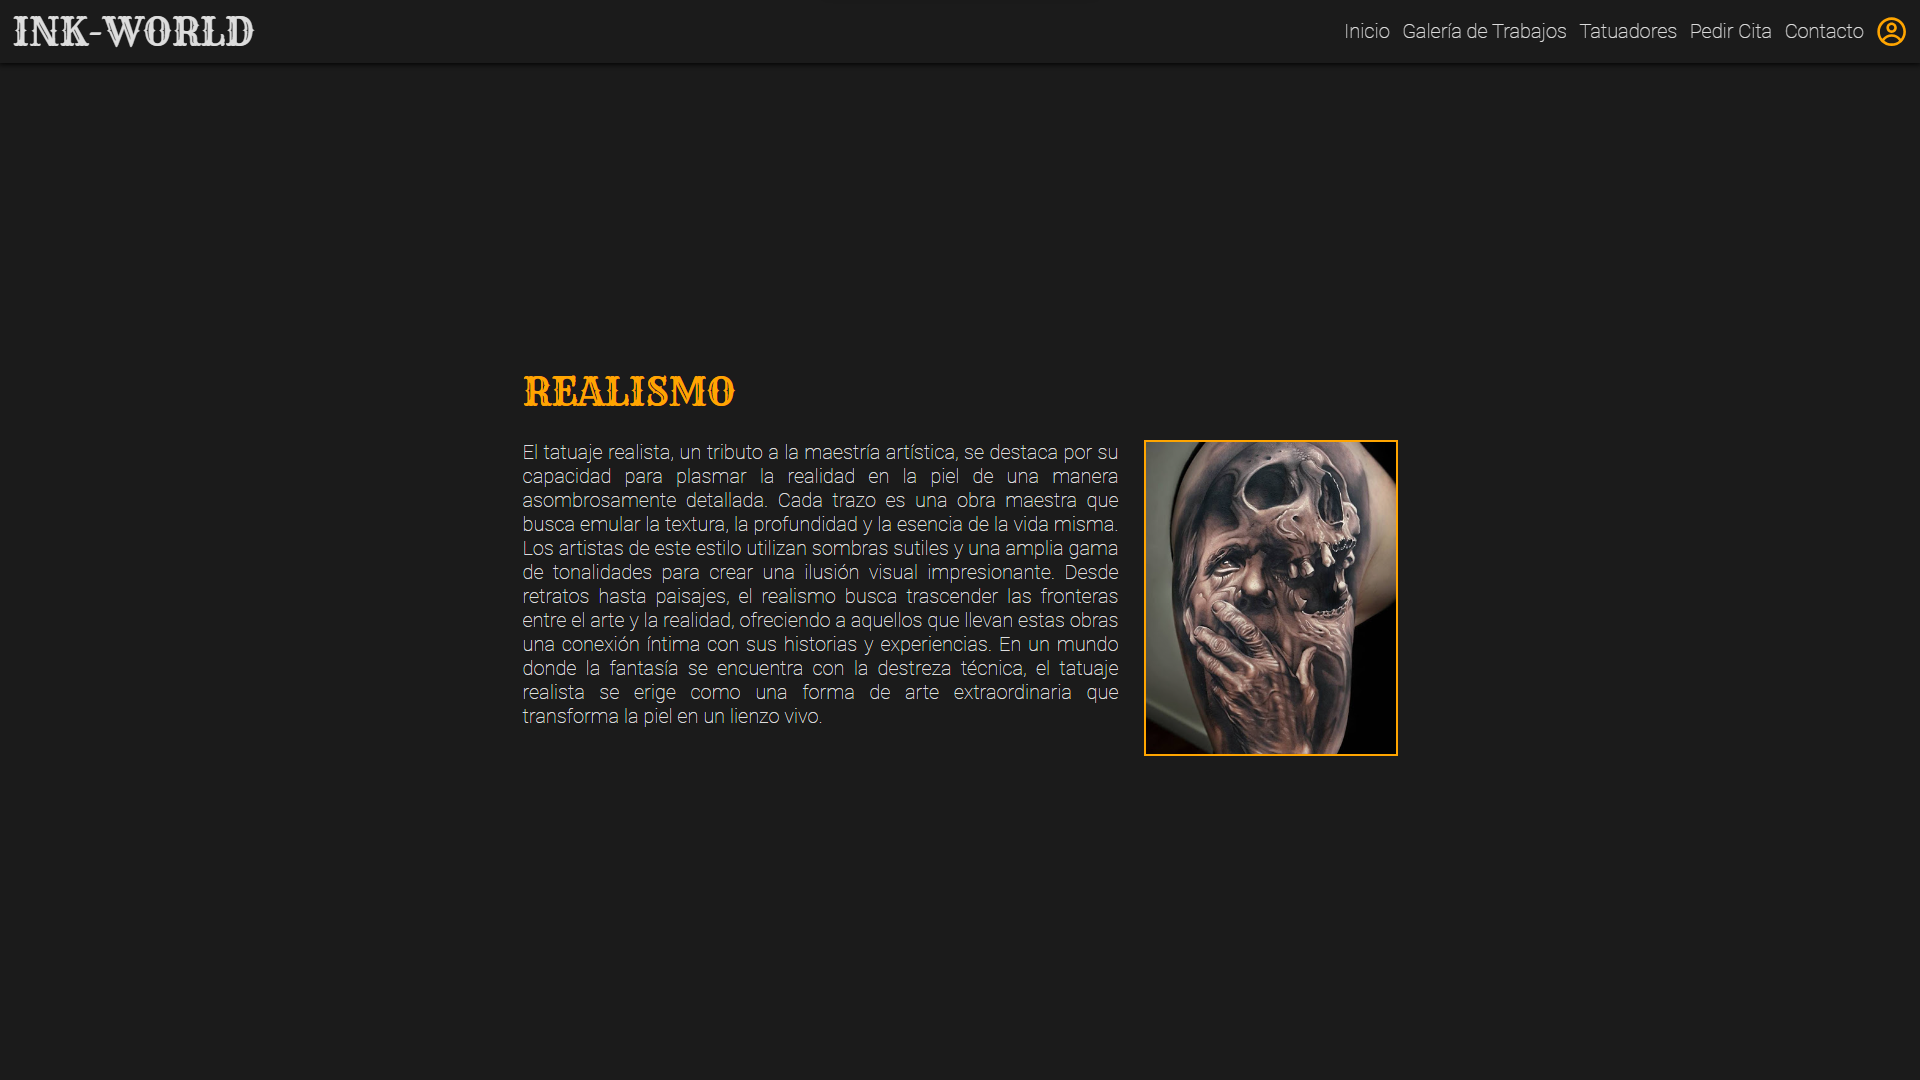 INK-WORLD
Inicio Galería de Trabajos Tatuadores Pedir Cita Contacto
REALISMO
El tatuaje realista, un tributo a la maestría artística, se destaca por su
capacidad para plasmar la realidad en la piel de una manera
asombrosamente detallada. Cada trazo es una obra maestra que
busca emular la textura, la profundidad y la esencia de la vida misma.
Los artistas de este estilo utilizan sombras sutiles y una amplia gama
de tonalidades para crear una ilusión visual impresionante. Desde
retratos hasta paisajes, el realismo busca trascender las fronteras
entre el arte y la realidad, ofreciendo a aquellos que llevan estas obras
una conexión íntima con sus historias y experiencias. En un mundo
donde la fantasía se encuentra con la destreza técnica, el tatuaje
realista se erige como una forma de arte extraordinaria que
transforma la piel en un lienzo vivo.